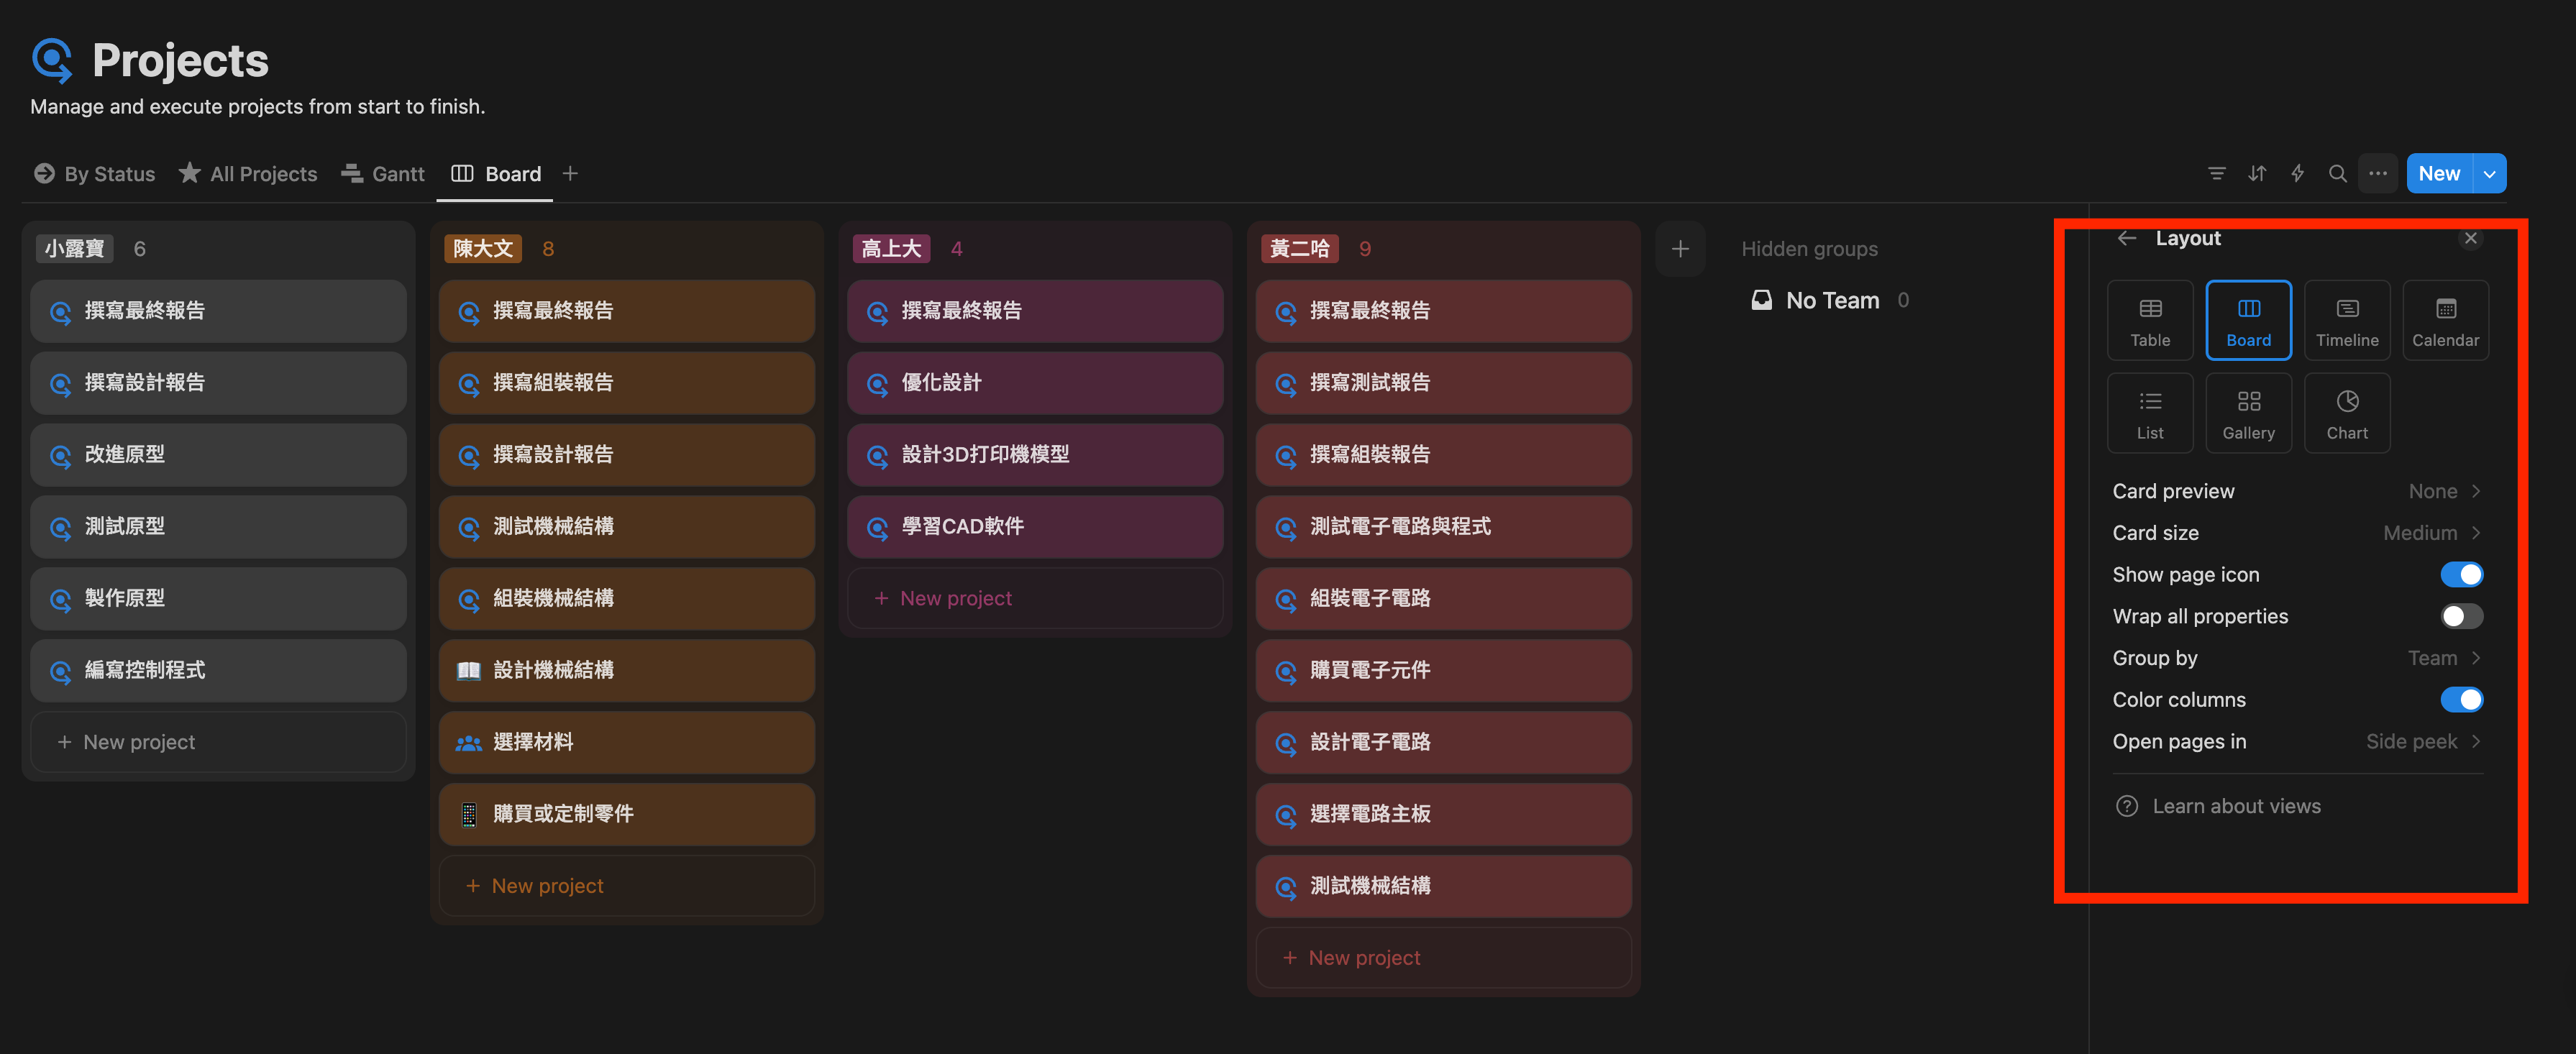 Projects
Manage and execute projects from start to finish.
By Status
All Projects
Gantt
Board
New
小露寶 6
撰寫最終報告
撰寫設計報告
改進原型
測試原型
製作原型
編寫控制程式
+ New project
陳大文 8
撰寫最終報告
撰寫組裝報告
撰寫設計報告
測試機械結構
組裝機械結構
設計機械結構
選擇材料
購買或定制零件
+ New project
高上大 4
撰寫最終報告
優化設計
設計3D打印機模型
學習CAD軟件
+ New project
黃二哈 9
撰寫最終報告
撰寫測試報告
撰寫組裝報告
測試電子電路與程式
組裝電子電路
購買電子元件
設計電子電路
選擇電路主板
測試機械結構
+ New project
Hidden groups
No Team 0
Layout
Table
Board
Timeline
Calendar
List
Gallery
Chart
Card preview None
Card size Medium
Show page icon
Wrap all properties
Group by Team
Color columns
Open pages in Side peek
Learn about views